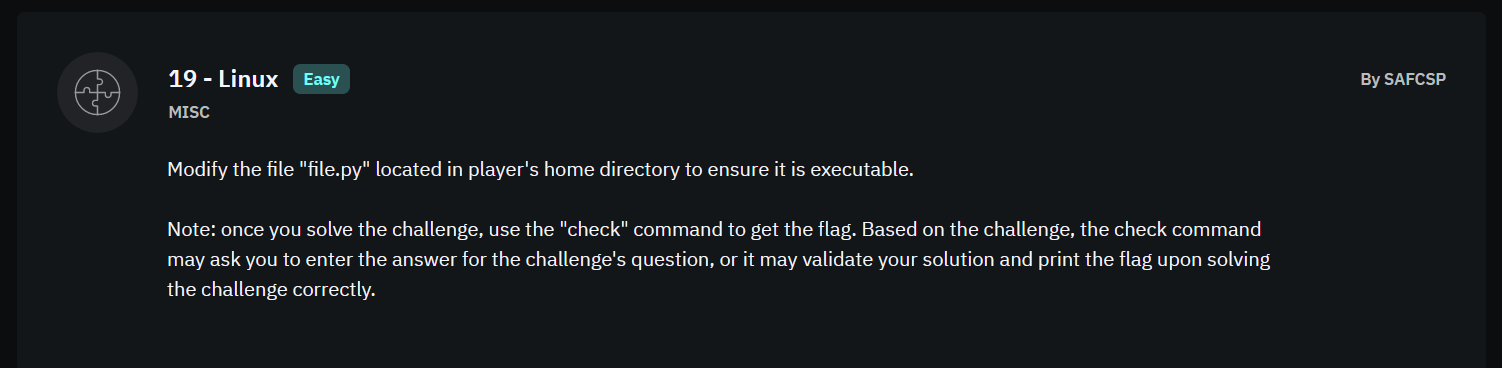 19 - Linux Easy By SAFCSP
MISC
Modify the file "file.py" located in player's home directory to ensure it is executable.
Note: once you solve the challenge, use the "check" command to get the flag. Based on the challenge, the check command
may ask you to enter the answer for the challenge's question, or it may validate your solution and print the flag upon solving
the challenge correctly.